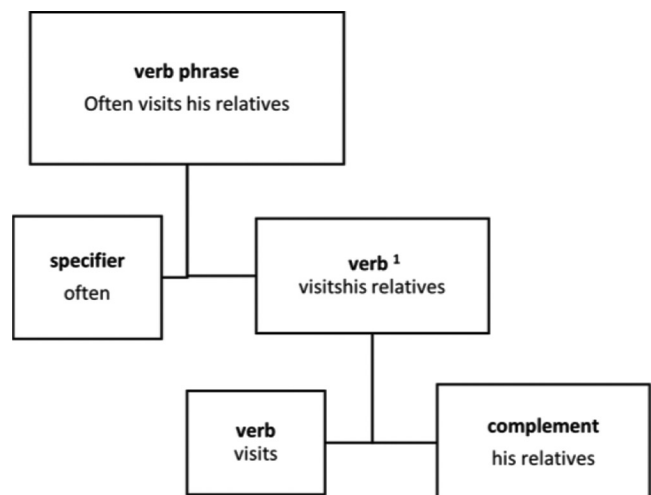 verb phrase
Often visits his relatives
specifier
often
verb ¹
visitshis relatives
verb
visits
complement
his relatives